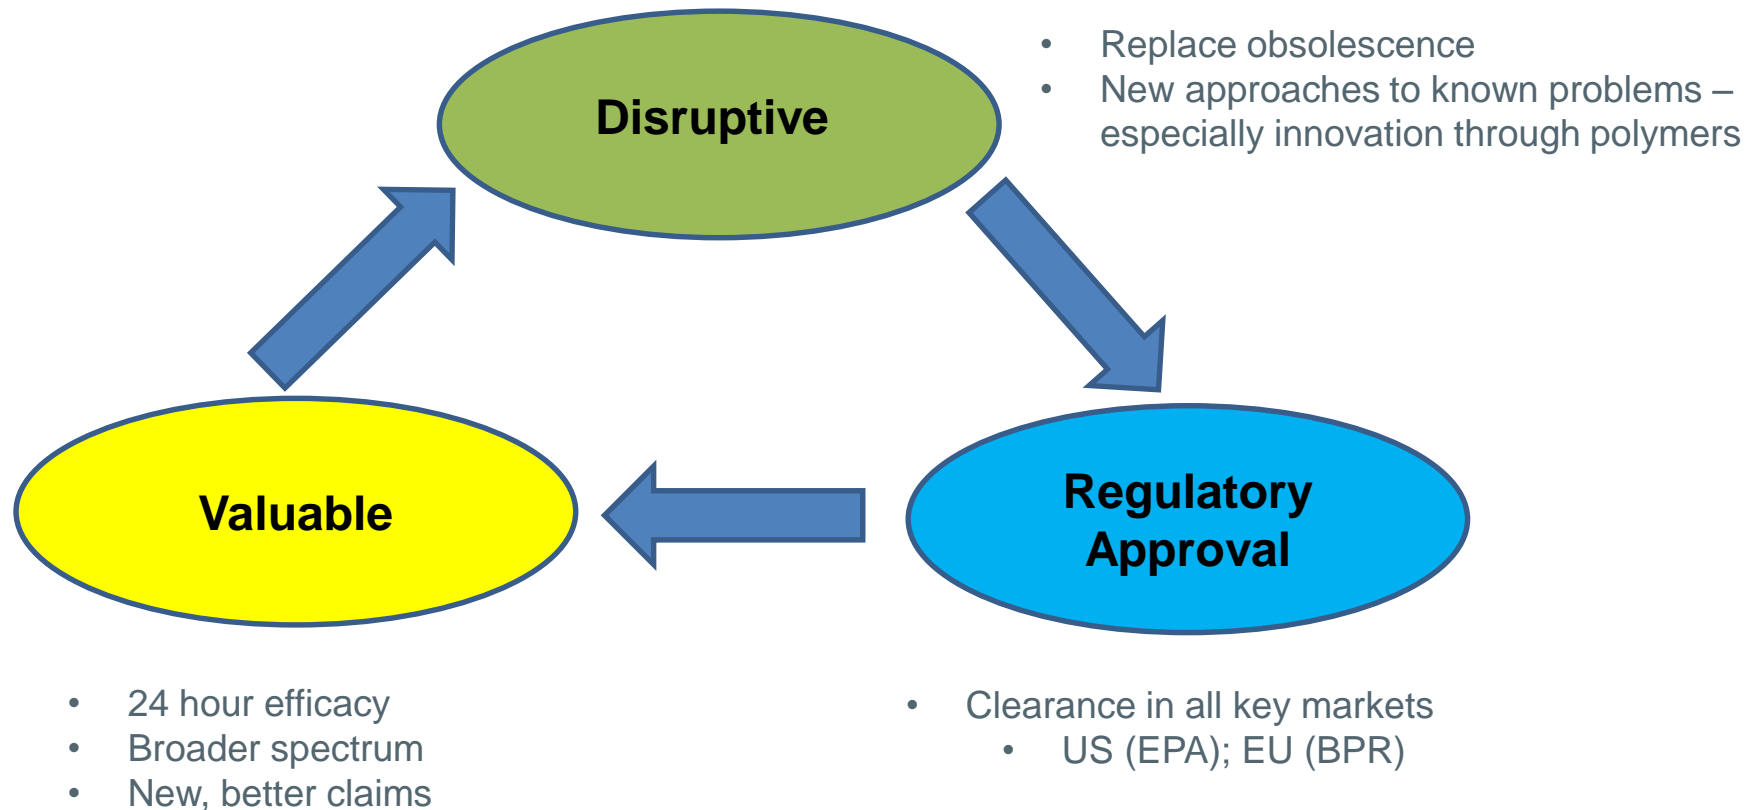 Disruptive
• Replace obsolescence
• New approaches to known problems –
especially innovation through polymers
Valuable
Regulatory
Approval
• 24 hour efficacy
• Broader spectrum
• New, better claims
• Clearance in all key markets
• US (EPA); EU (BPR)